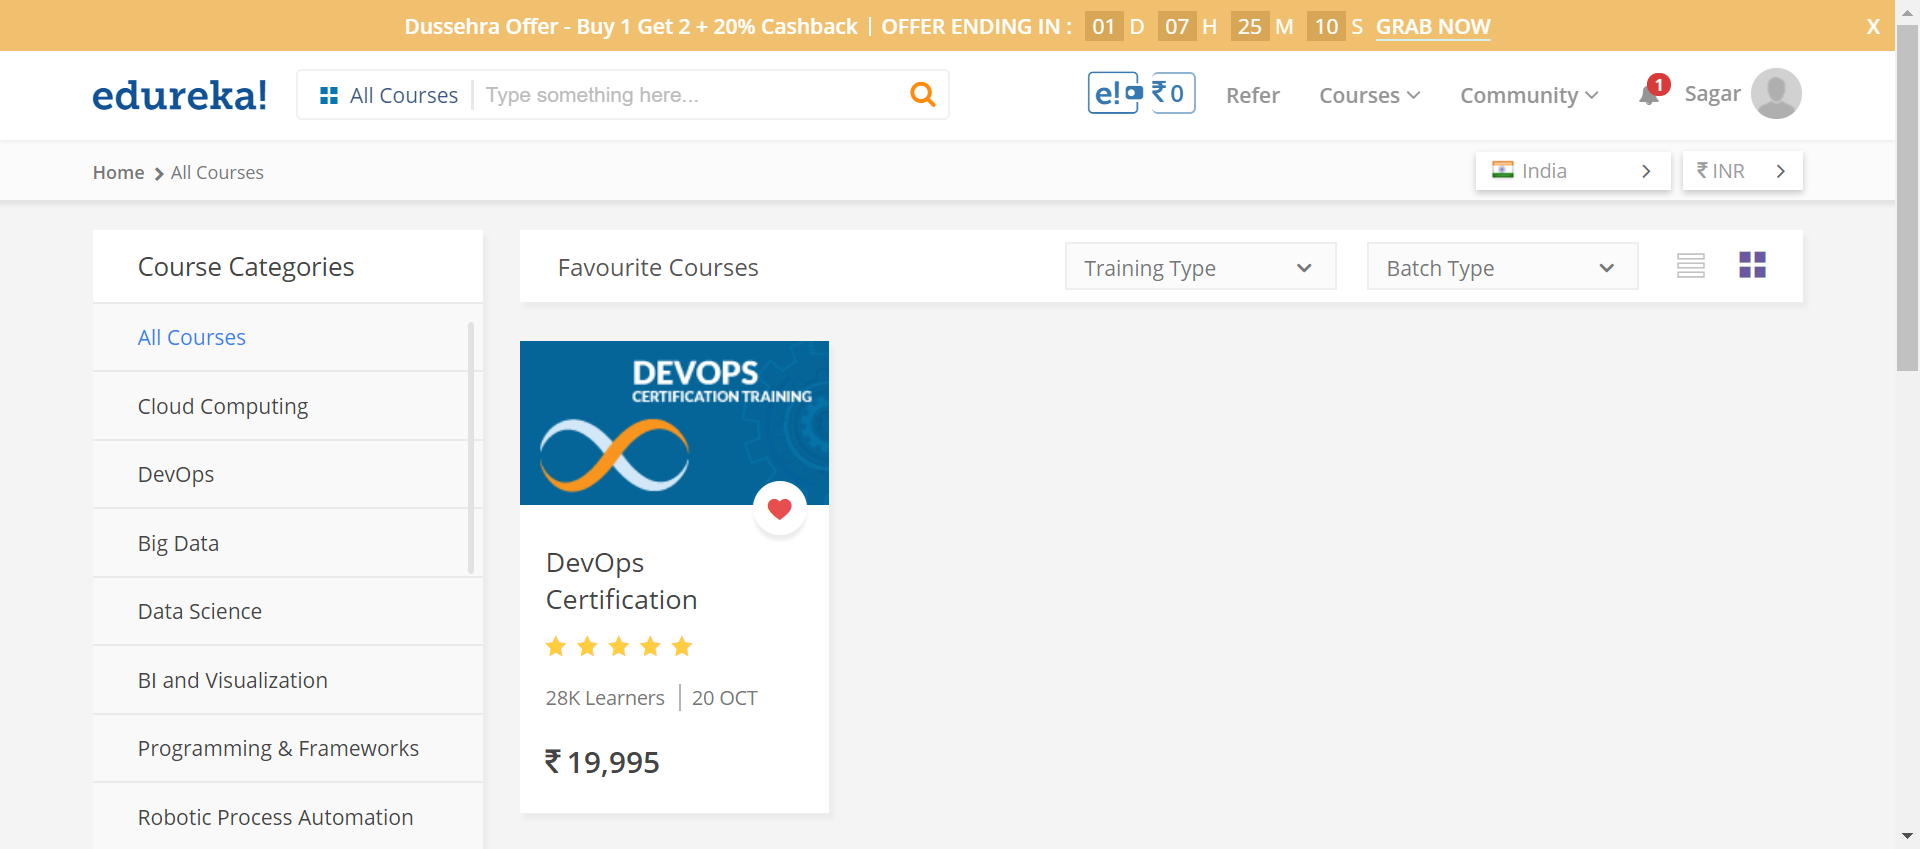 Dussehra Offer - Buy 1 Get 2 + 20% Cashback | OFFER ENDING IN : 01 D 07 H 25 M 10 S GRAB NOW X
edureka! All Courses Type something here... e! ₹ 0 Refer Courses Community 1 Sagar
Home All Courses India ₹ INR
Course Categories
All Courses
Cloud Computing
DevOps
Big Data
Data Science
BI and Visualization
Programming & Frameworks
Robotic Process Automation
Favourite Courses Training Type Batch Type
DEVOPS
CERTIFICATION TRAINING
DevOps
Certification
28K Learners | 20 OCT
₹ 19,995